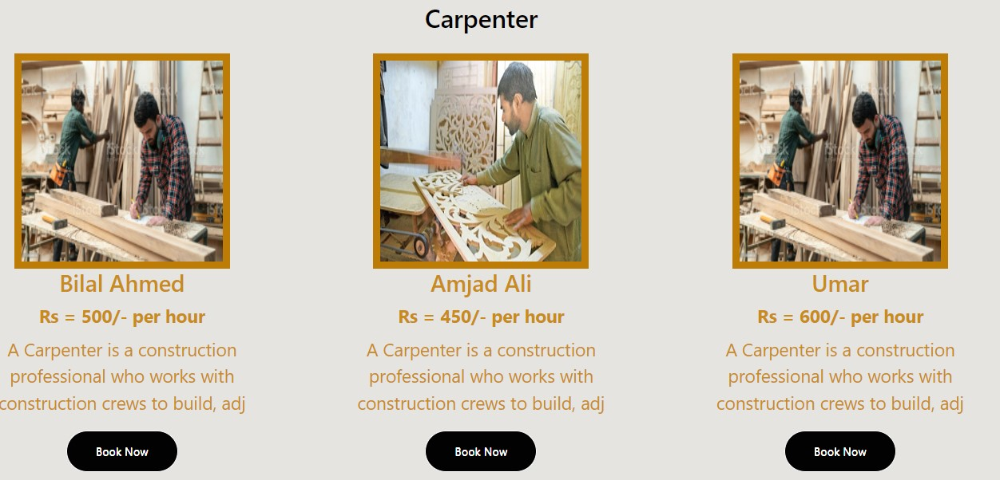 Carpenter
iStock
iStock
Bilal Ahmed
Rs = 500/- per hour
A Carpenter is a construction
professional who works with
construction crews to build, adj
Book Now
Amjad Ali
Rs = 450/- per hour
A Carpenter is a construction
professional who works with
construction crews to build, adj
Book Now
Umar
Rs = 600/- per hour
A Carpenter is a construction
professional who works with
construction crews to build, adj
Book Now